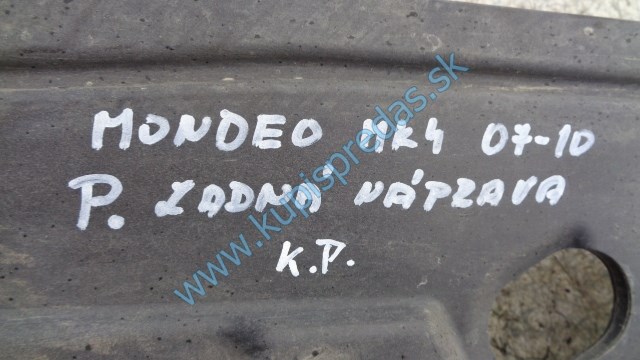 MONDEO MK4 07-10
P. ZADNÁ NÁPRAVA
K.P.
www.kupispredas.sk